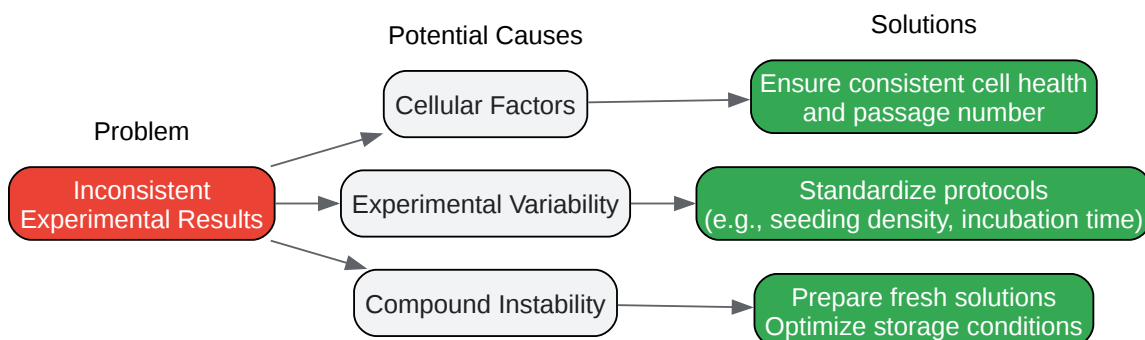 Problem
Inconsistent
Experimental Results
Potential Causes
Cellular Factors
Experimental Variability
Compound Instability
Solutions
Ensure consistent cell health
and passage number
Standardize protocols
(e.g., seeding density, incubation time)
Prepare fresh solutions
Optimize storage conditions